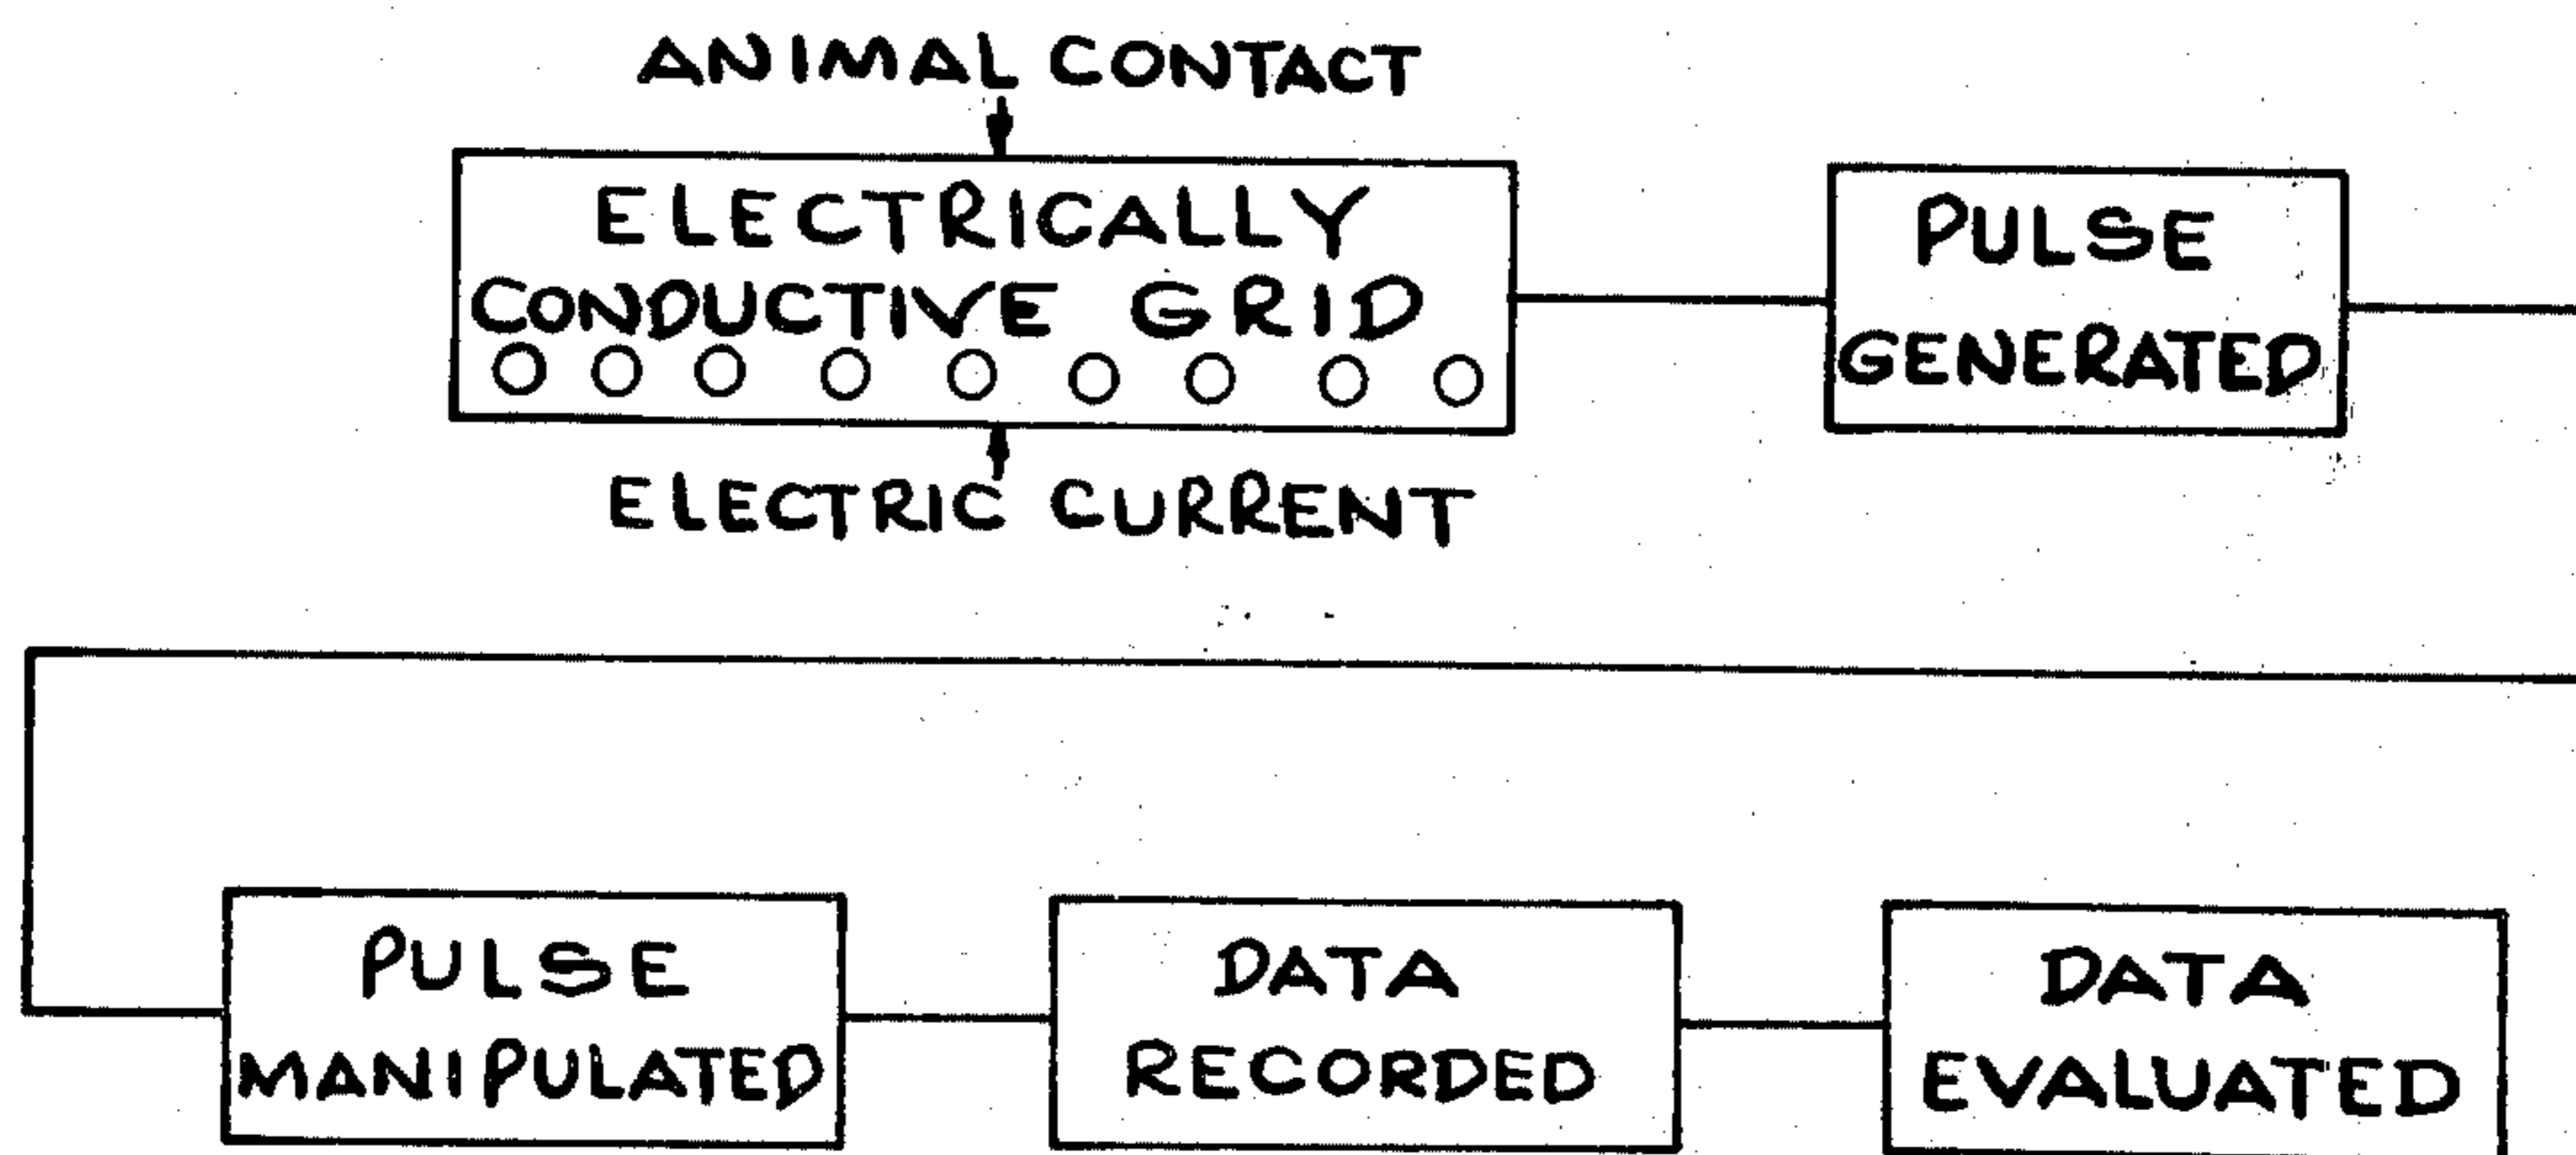 ANIMAL CONTACT
ELECTRICALLY
CONDUCTIVE GRID
ELECTRIC CURRENT
PULSE
GENERATED
PULSE
MANIPULATED
DATA
RECORDED
DATA
EVALUATED